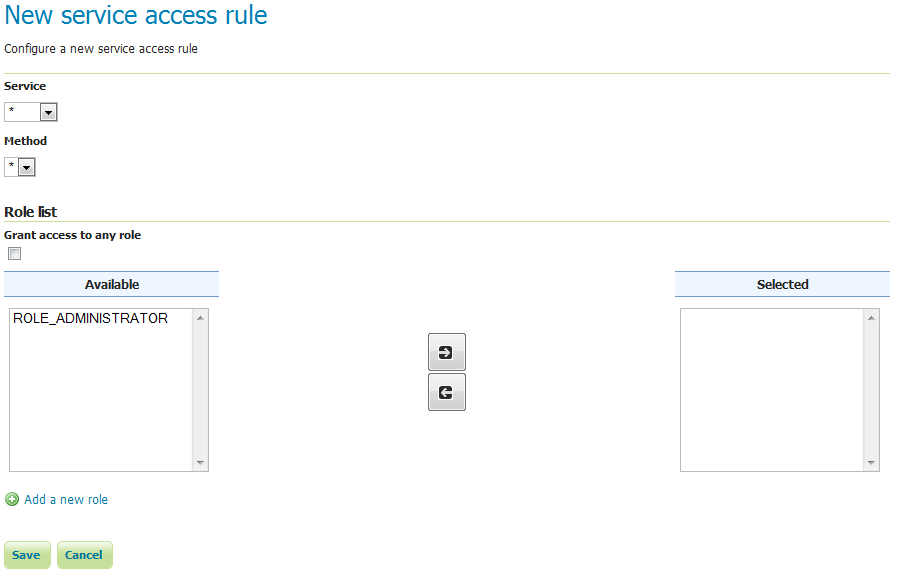 New service access rule
Configure a new service access rule
Service
*
Method
*
Role list
Grant access to any role
Available
Selected
ROLE_ADMINISTRATOR
Add a new role
Save
Cancel